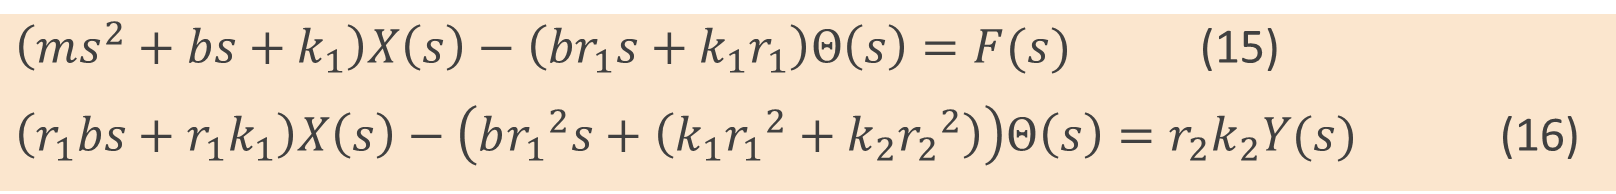 (ms² + bs + k₁)X(s) − (br₁s + k₁r₁)Θ(s) = F(s) (15)
(r₁bs + r₁k₁)X(s) − (br₁²s + (k₁r₁² + k₂r₂²))Θ(s) = r₂k₂Y(s) (16)